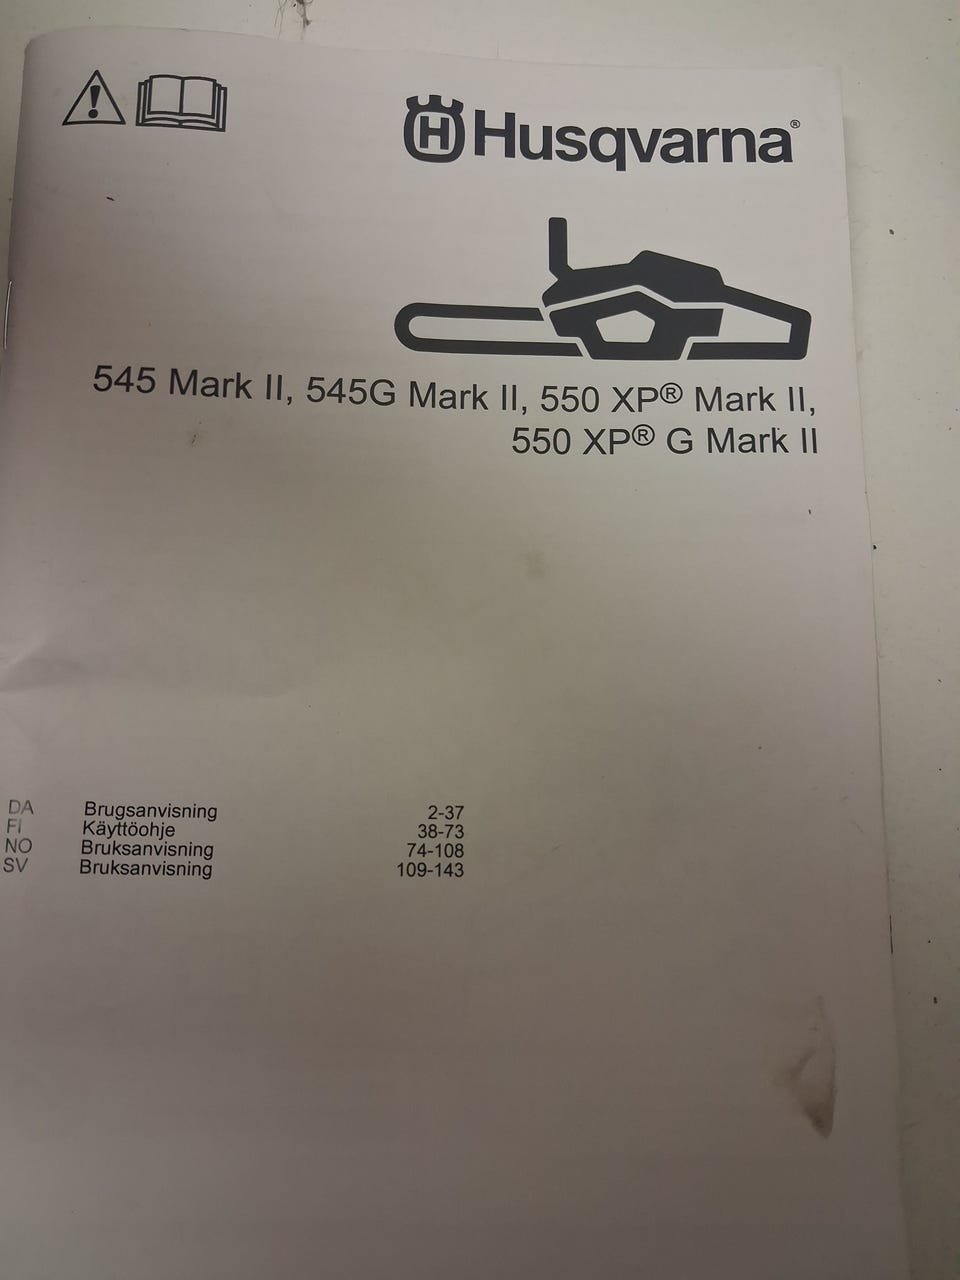 Husqvarna®
545 Mark II, 545G Mark II, 550 XP® Mark II,
550 XP® G Mark II
DA Brugsanvisning 2-37
FI Käyttöohje 38-73
NO Bruksanvisning 74-108
SV Bruksanvisning 109-143